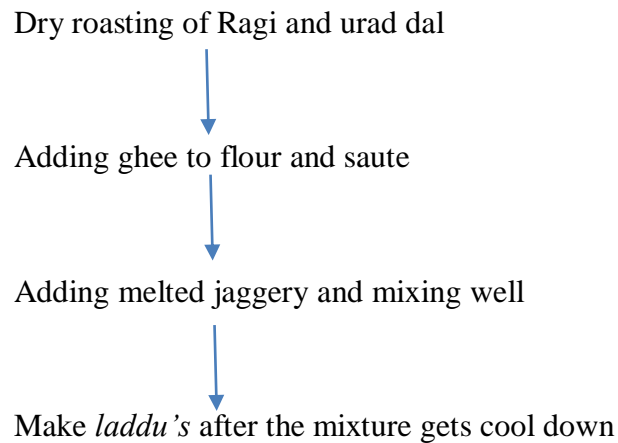 Dry roasting of Ragi and urad dal
Adding ghee to flour and saute
Adding melted jaggery and mixing well
Make laddu’s after the mixture gets cool down